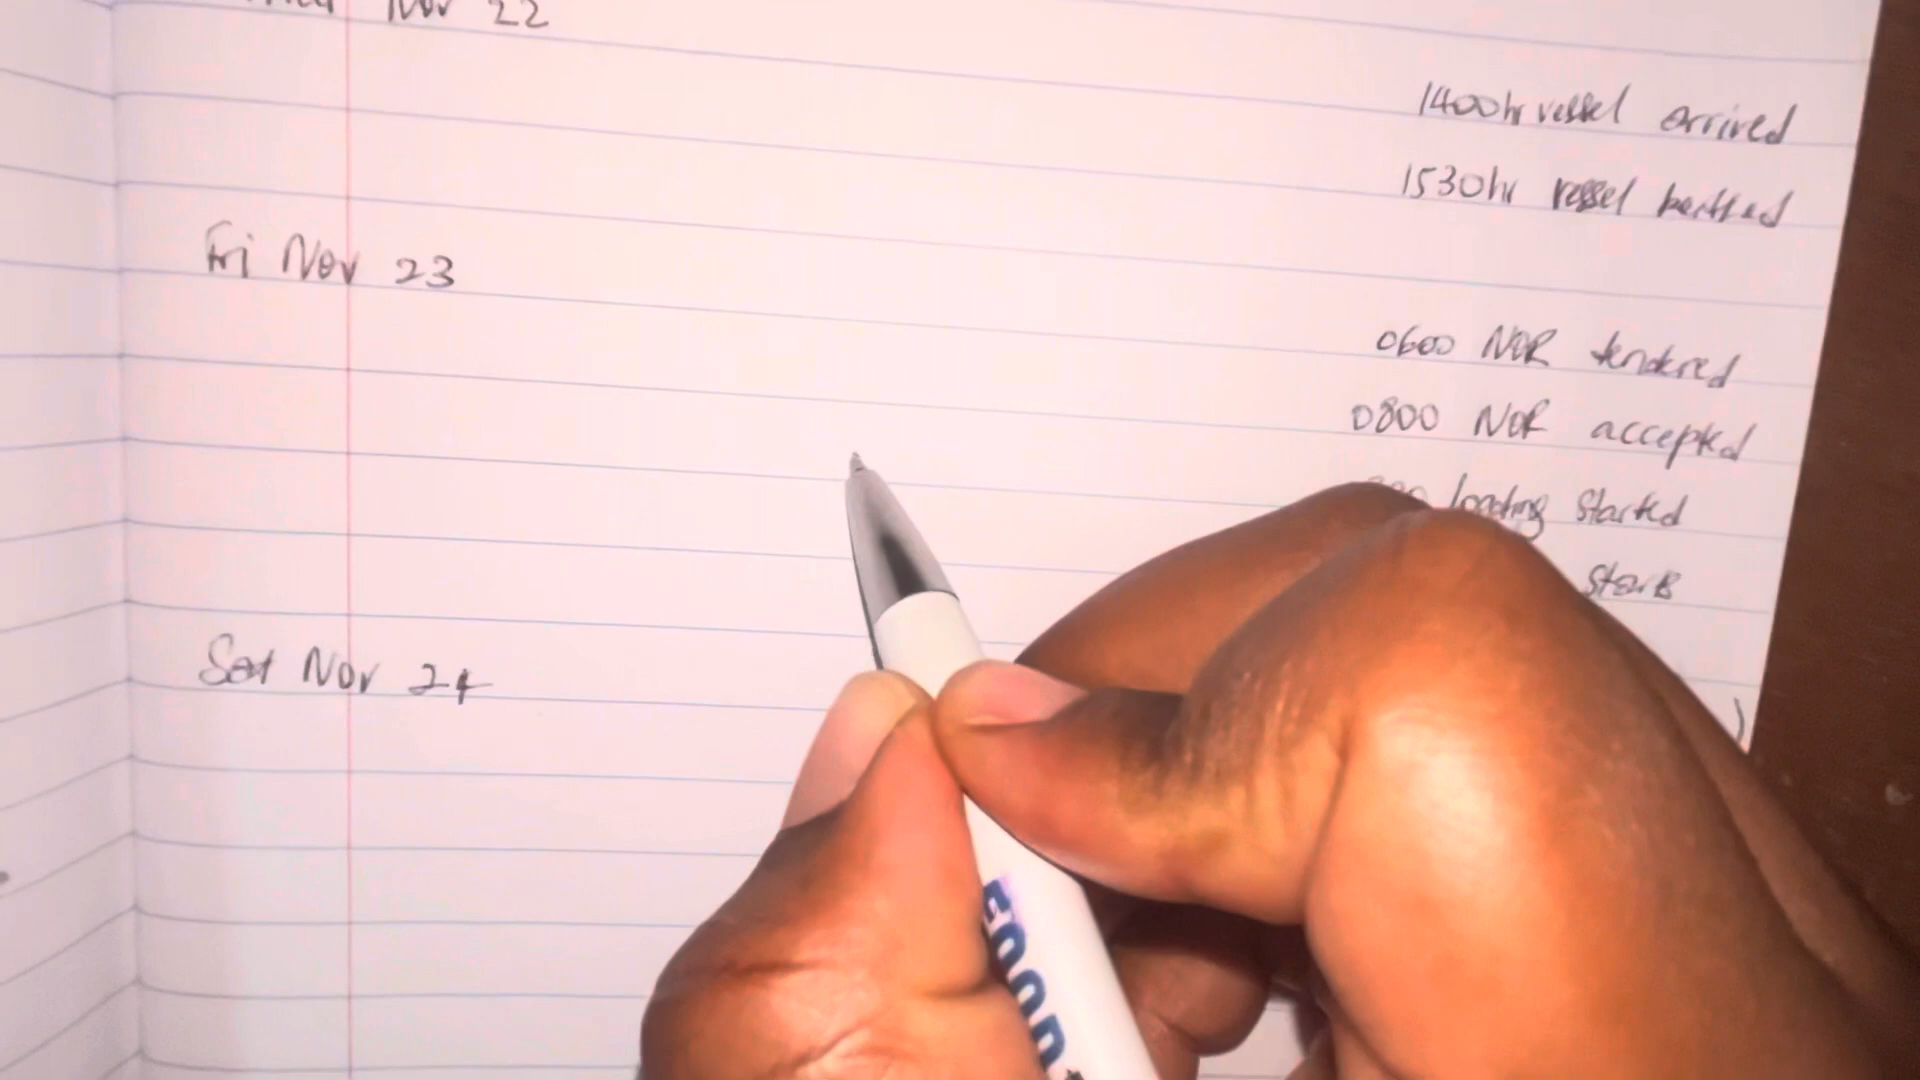 Nov 22
1400hr vessel arrived
1530hr vessel berthed
Fri Nov 23
0600 NOR tendered
0800 NOR accepted
loading started
Sat Nov 24